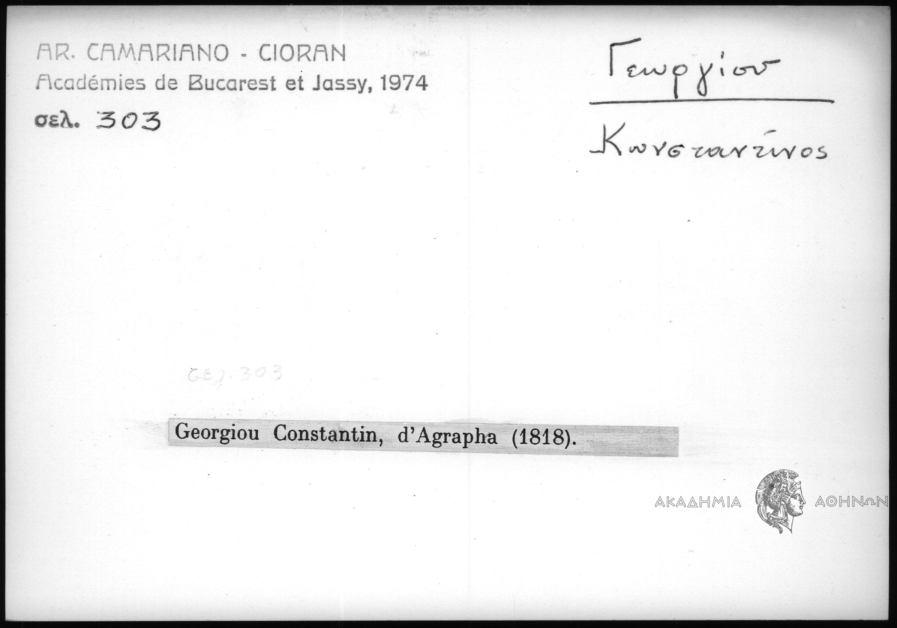 AR. CAMARIANO - CIORAN
Académies de Bucarest et Jassy, 1974
σελ. 303
Γεωργίου
Κωνσταντίνος
σελ. 303
Georgiou Constantin, d'Agrapha (1818).
ΑΚΑΔΗΜΙΑ ΑΘΗΝΩΝ